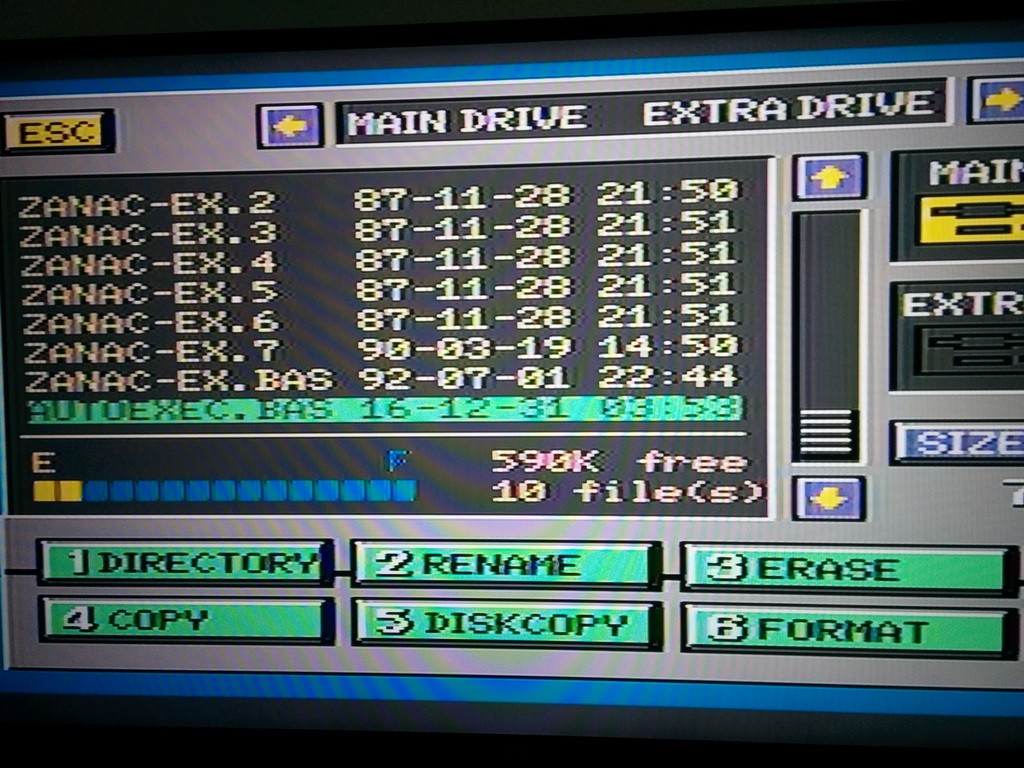 ESC MAIN DRIVE EXTRA DRIVE
ZANAC-EX.2 87-11-28 21:50
ZANAC-EX.3 87-11-28 21:51
ZANAC-EX.4 87-11-28 21:51
ZANAC-EX.5 87-11-28 21:51
ZANAC-EX.6 87-11-28 21:51
ZANAC-EX.7 90-03-19 14:50
ZANAC-EX.BAS 92-07-01 22:44
AUTOEXEC.BAS 16-12-31
E F 590K free
10 file(s)
MAIN
EXTR
SIZE
1 DIRECTORY 2 RENAME 3 ERASE
4 COPY 5 DISKCOPY 6 FORMAT